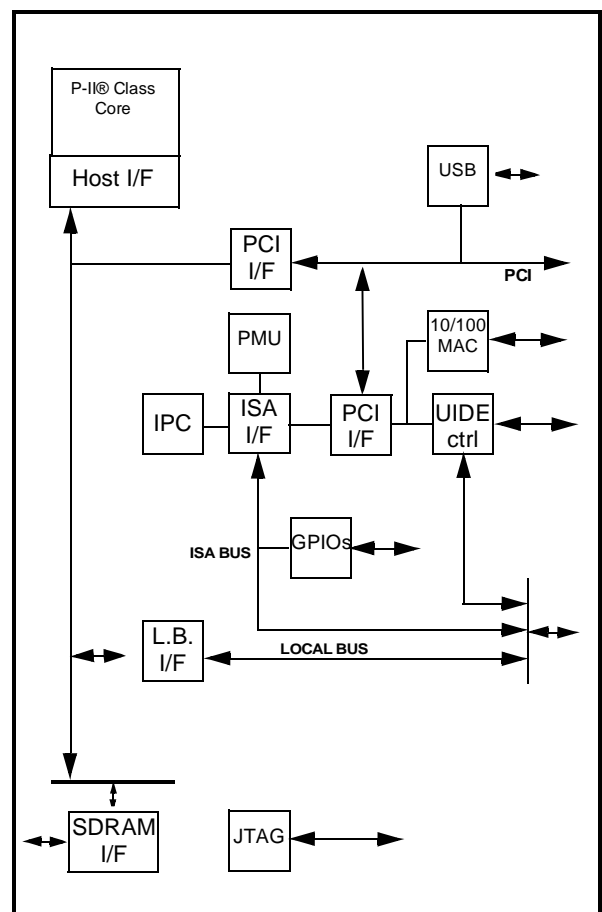 P-II® Class
Core
Host I/F
USB
PCI
I/F
PCI
PMU
10/100
MAC
IPC
ISA
I/F
PCI
I/F
UIDE
ctrl
ISA BUS
GPIOs
L.B.
I/F
LOCAL BUS
SDRAM
I/F
JTAG